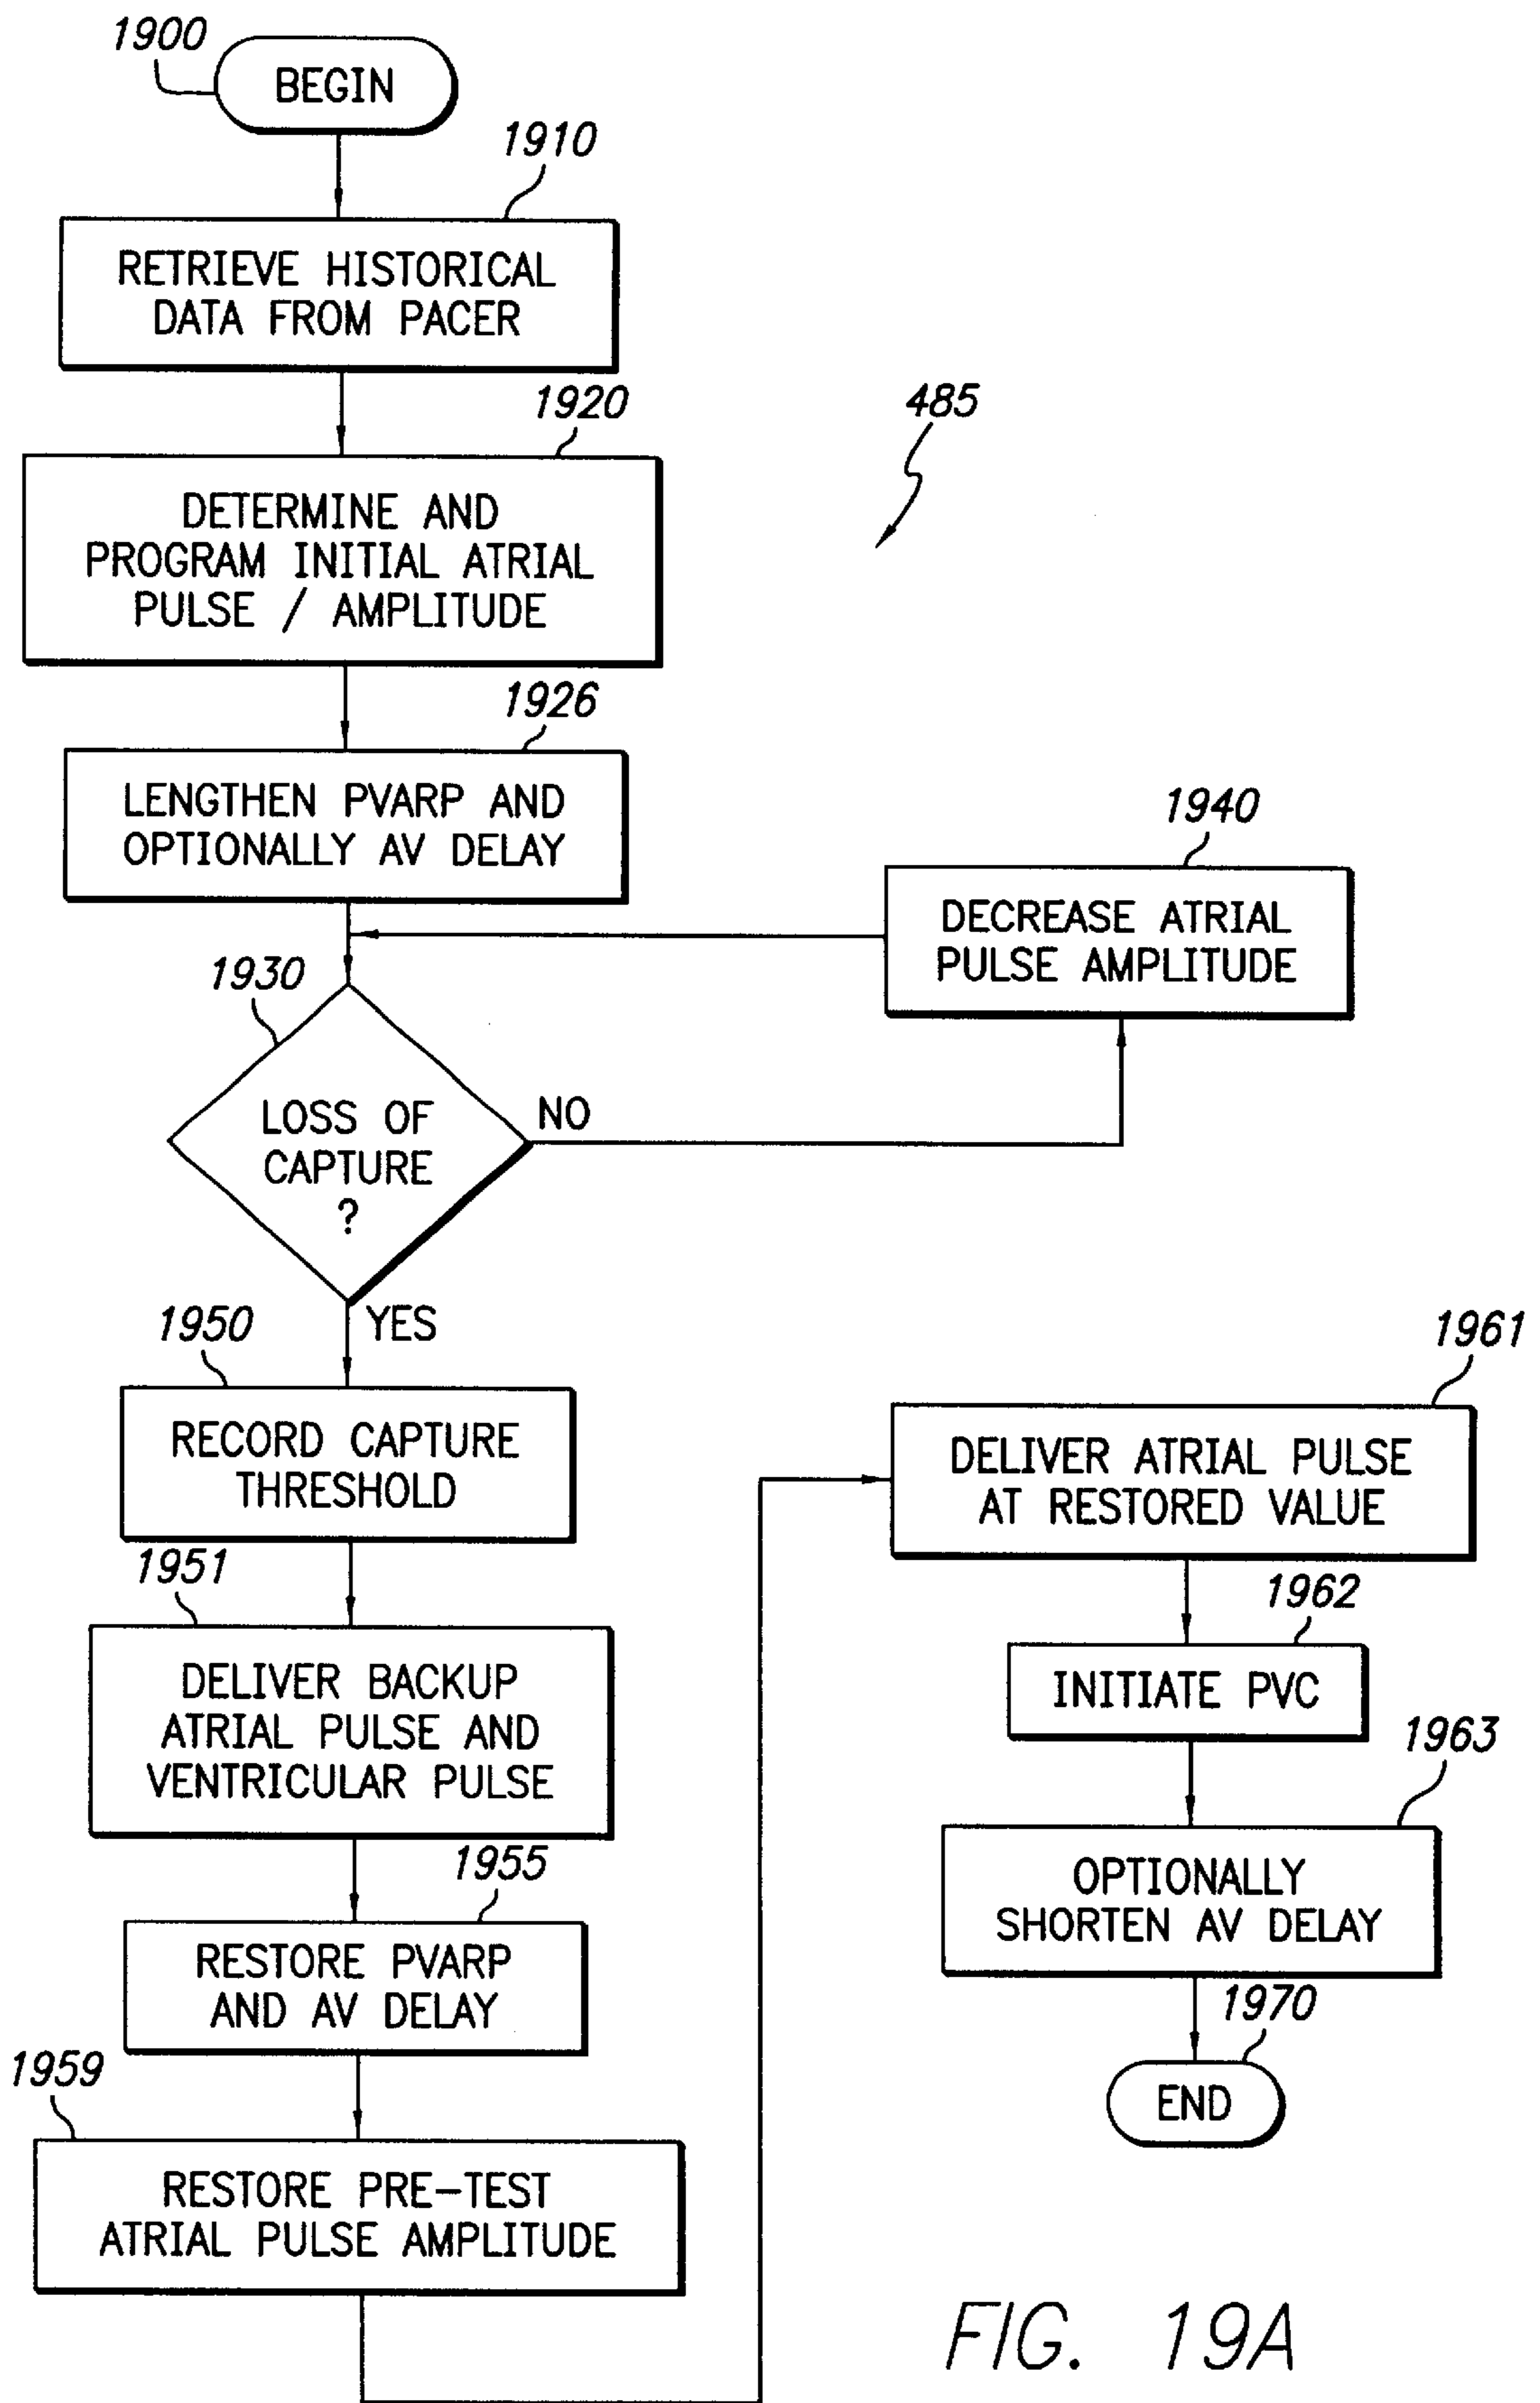 1900
BEGIN
1910
RETRIEVE HISTORICAL
DATA FROM PACER
1920
485
DETERMINE AND
PROGRAM INITIAL ATRIAL
PULSE / AMPLITUDE
1926
LENGTHEN PVARP AND
OPTIONALLY AV DELAY
1940
DECREASE ATRIAL
PULSE AMPLITUDE
1930
LOSS OF
CAPTURE
?
NO
YES
1950
RECORD CAPTURE
THRESHOLD
1951
DELIVER BACKUP
ATRIAL PULSE AND
VENTRICULAR PULSE
1955
RESTORE PVARP
AND AV DELAY
1959
RESTORE PRE-TEST
ATRIAL PULSE AMPLITUDE
1961
DELIVER ATRIAL PULSE
AT RESTORED VALUE
1962
INITIATE PVC
1963
OPTIONALLY
SHORTEN AV DELAY
1970
END
FIG. 19A